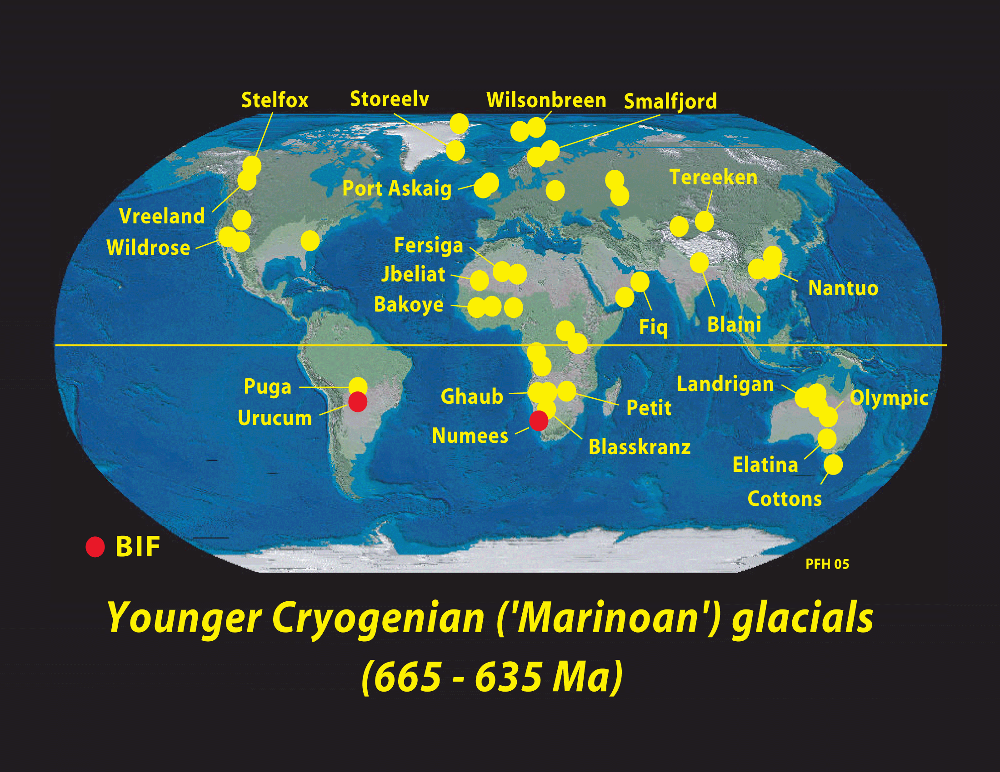 Stelfox
Storeelv
Wilsonbreen
Smalfjord
Port Askaig
Tereeken
Vreeland
Wildrose
Fersiga
Jbeliat
Bakoye
Nantuo
Fiq
Blaini
Puga
Urucum
Ghaub
Numees
Petit
Blasskranz
Landrigan
Olympic
Elatina
Cottons
BIF
PFH 05
Younger Cryogenian ('Marinoan') glacials
(665 - 635 Ma)